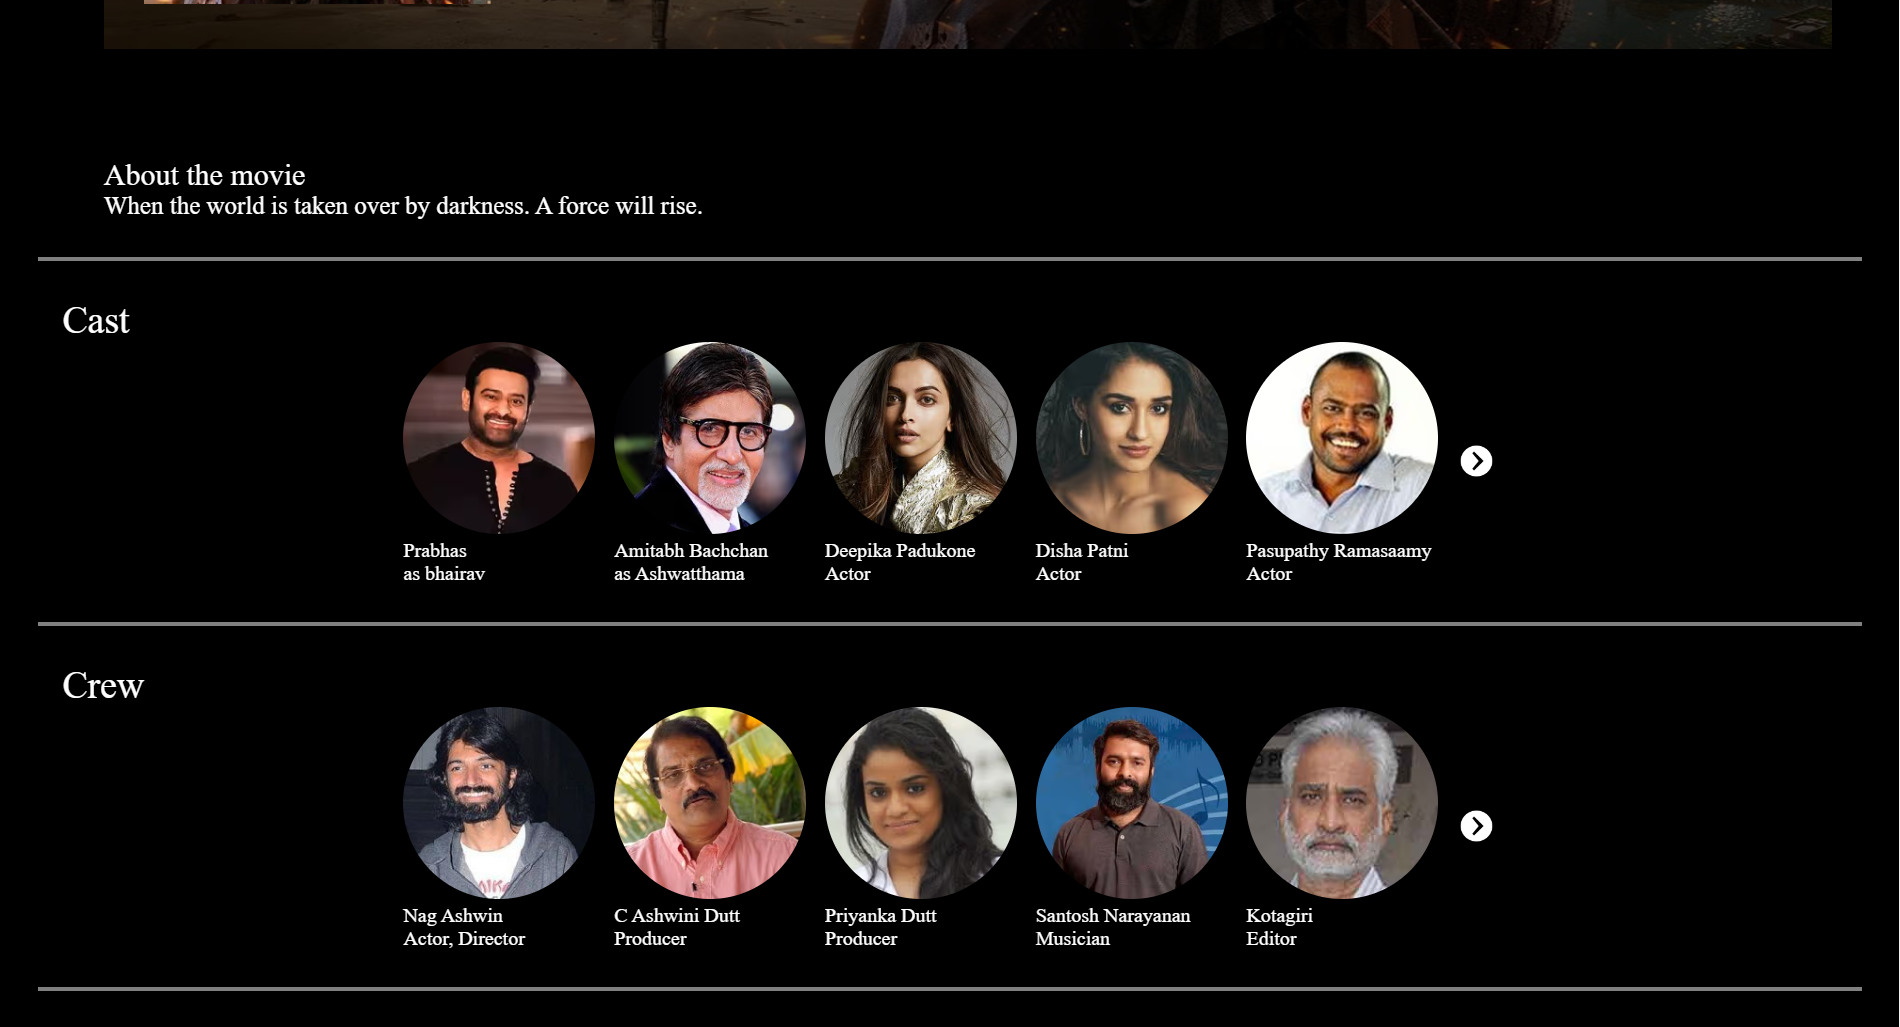 About the movie
When the world is taken over by darkness. A force will rise.
Cast
Prabhas
as bhairav
Amitabh Bachchan
as Ashwatthama
Deepika Padukone
Actor
Disha Patni
Actor
Pasupathy Ramasaamy
Actor
Crew
Nag Ashwin
Actor, Director
C Ashwini Dutt
Producer
Priyanka Dutt
Producer
Santosh Narayanan
Musician
Kotagiri
Editor